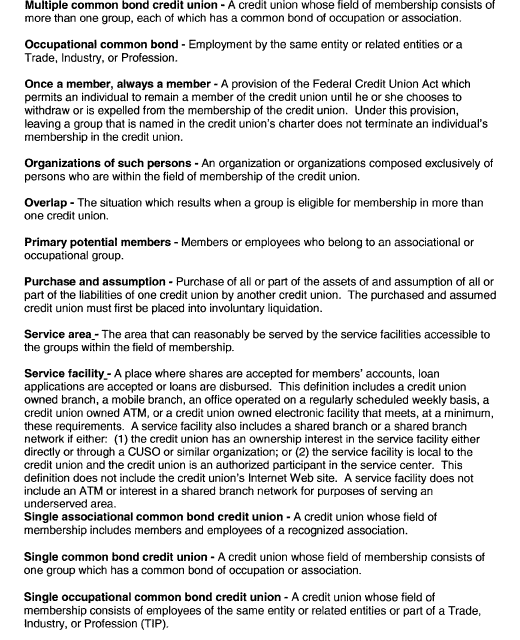 Multiple common bond credit union - A credit union whose field of membership consists of
more than one group, each of which has a common bond of occupation or association.
Occupational common bond - Employment by the same entity or related entities or a
Trade, Industry, or Profession.
Once a member, always a member - A provision of the Federal Credit Union Act which
permits an individual to remain a member of the credit union until he or she chooses to
withdraw or is expelled from the membership of the credit union.  Under this provision,
leaving a group that is named in the credit union's charter does not terminate an individual's
membership in the credit union.
Organizations of such persons - An organization or organizations composed exclusively of
persons who are within the field of membership of the credit union.
Overlap - The situation which results when a group is eligible for membership in more than
one credit union.
Primary potential members - Members or employees who belong to an associational or
occupational group.
Purchase and assumption - Purchase of all or part of the assets of and assumption of all or
part of the liabilities of one credit union by another credit union.  The purchased and assumed
credit union must first be placed into involuntary liquidation.
Service area - The area that can reasonably be served by the service facilities accessible to
the groups within the field of membership.
Service facility - A place where shares are accepted for members' accounts, loan
applications are accepted or loans are disbursed.  This definition includes a credit union
owned branch, a mobile branch, an office operated on a regularly scheduled weekly basis, a
credit union owned ATM, or a credit union owned electronic facility that meets, at a minimum,
these requirements.  A service facility also includes a shared branch or a shared branch
network if either:  (1) the credit union has an ownership interest in the service facility either
directly or through a CUSO or similar organization; or (2) the service facility is local to the
credit union and the credit union is an authorized participant in the service center.  This
definition does not include the credit union's Internet Web site.  A service facility does not
include an ATM or interest in a shared branch network for purposes of serving an
underserved area.
Single associational common bond credit union - A credit union whose field of
membership includes members and employees of a recognized association.
Single common bond credit union - A credit union whose field of membership consists of
one group which has a common bond of occupation or association.
Single occupational common bond credit union - A credit union whose field of
membership consists of employees of the same entity or related entities or part of a Trade,
Industry, or Profession (TIP).